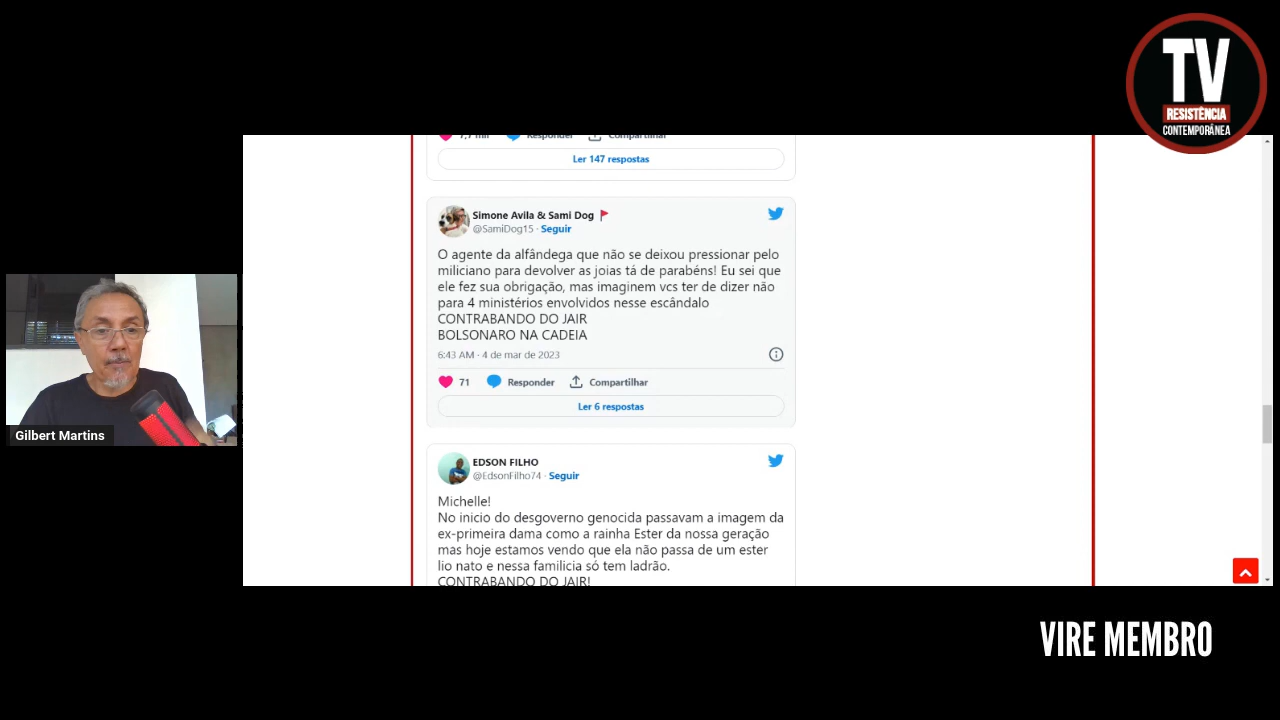 TV
RESISTÊNCIA
CONTEMPORÂNEA
7,7 mil Responder Compartilhar
Ler 147 respostas
Simone Avila & Sami Dog
@SamiDog15 · Seguir
O agente da alfândega que não se deixou pressionar pelo
miliciano para devolver as joias tá de parabéns! Eu sei que
ele fez sua obrigação, mas imaginem vcs ter de dizer não
para 4 ministérios envolvidos nesse escândalo
CONTRABANDO DO JAIR
BOLSONARO NA CADEIA
6:43 AM · 4 de mar de 2023
71 Responder Compartilhar
Ler 6 respostas
EDSON FILHO
@EdsonFilho74 · Seguir
Michelle!
No inicio do desgoverno genocida passavam a imagem da
ex-primeira dama como a rainha Ester da nossa geração
mas hoje estamos vendo que ela não passa de um ester
lio nato e nessa familicia só tem ladrão.
CONTRABANDO DO JAIR!
Gilbert Martins
VIRE MEMBRO